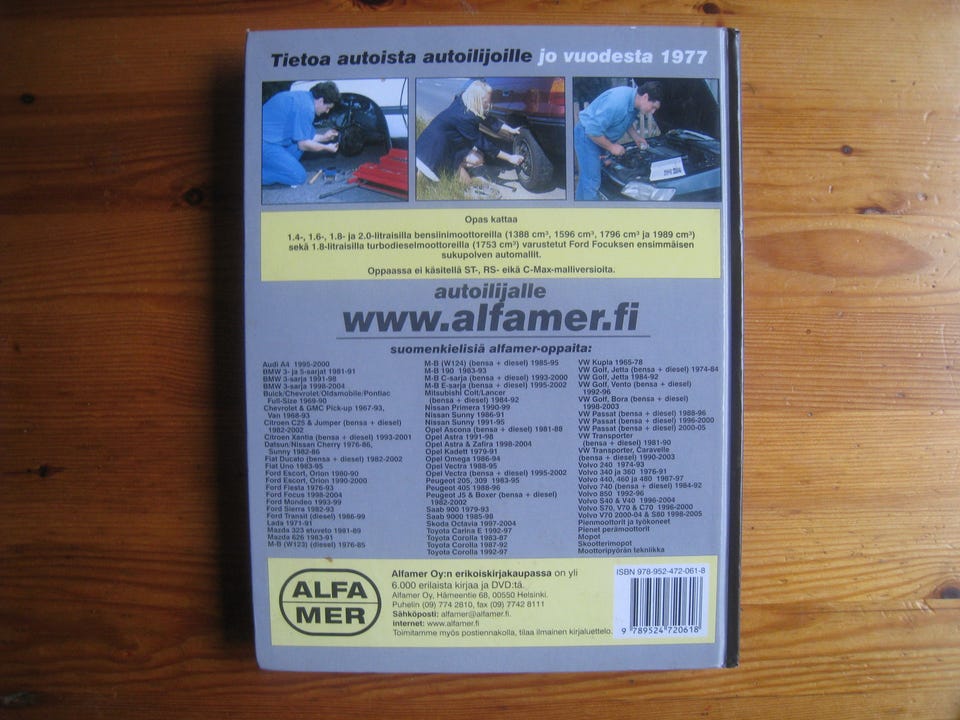 Tietoa autoista autoilijoille jo vuodesta 1977
Opas kattaa
1.4-, 1.6-, 1.8- ja 2.0-litraisilla bensiinimoottoreilla (1388 cm³, 1596 cm³, 1796 cm³ ja 1989 cm³)
sekä 1.8-litraisilla turbodieselmoottoreilla (1753 cm³) varustetut Ford Focuksen ensimmäisen
sukupolven automallit.
Oppaassa ei käsitellä ST-, RS- eikä C-Max-malliversioita.
autoilijalle
www.alfamer.fi
suomenkielisiä alfamer-oppaita:
Audi A4 1995-2000
BMW 3- ja 5-sarjat 1981-91
BMW 3-sarja 1991-98
BMW 3-sarja 1998-2004
Buick/Chevrolet/Oldsmobile/Pontiac
Full-Size 1969-90
Chevrolet & GMC Pick-up 1967-93,
Van 1968-93
Citroen C25 & Jumper (bensa + diesel)
1982-2002
Citroen Xantia (bensa + diesel) 1993-2001
Datsun/Nissan Cherry 1976-86,
Sunny 1982-86
Fiat Ducato (bensa + diesel) 1982-2002
Fiat Uno 1983-95
Ford Escort, Orion 1980-90
Ford Escort, Orion 1990-2000
Ford Fiesta 1976-93
Ford Focus 1998-2004
Ford Mondeo 1993-99
Ford Sierra 1982-93
Ford Transit (diesel) 1986-99
Lada 1971-91
Mazda 323 etuveto 1981-89
Mazda 626 1983-91
M-B (W123) (diesel) 1976-85
M-B (W124) (bensa + diesel) 1985-95
M-B 190 1983-93
M-B C-sarja (bensa + diesel) 1993-2000
M-B E-sarja (bensa + diesel) 1995-2002
Mitsubishi Colt/Lancer
(bensa + diesel) 1984-92
Nissan Primera 1990-99
Nissan Sunny 1986-91
Nissan Sunny 1991-95
Opel Ascona (bensa + diesel) 1981-88
Opel Astra 1991-98
Opel Astra & Zafira 1998-2004
Opel Kadett 1979-91
Opel Omega 1986-94
Opel Vectra 1988-95
Opel Vectra (bensa + diesel) 1995-2002
Peugeot 205, 309 1983-95
Peugeot 405 1988-96
Peugeot J5 & Boxer (bensa + diesel)
1982-2002
Saab 900 1979-93
Saab 9000 1985-98
Skoda Octavia 1997-2004
Toyota Carina E 1992-97
Toyota Corolla 1983-87
Toyota Corolla 1987-92
Toyota Corolla 1992-97
VW Kupla 1965-78
VW Golf, Jetta (bensa + diesel) 1974-84
VW Golf, Jetta 1984-92
VW Golf, Vento (bensa + diesel)
1992-96
VW Golf, Bora (bensa + diesel)
1998-2003
VW Passat (bensa + diesel) 1988-96
VW Passat (bensa + diesel) 1996-2000
VW Passat (bensa + diesel) 2000-05
VW Transporter
(bensa + diesel) 1981-90
VW Transporter, Caravelle
(bensa + diesel) 1990-2003
Volvo 240 1974-93
Volvo 340 ja 360 1976-91
Volvo 440, 460 ja 480 1987-97
Volvo 740 (bensa + diesel) 1984-92
Volvo 850 1992-96
Volvo S40 & V40 1996-2004
Volvo S70, V70 & C70 1996-2000
Volvo V70 2000-04 & S60 1998-2005
Pienmoottorit ja työkoneet
Pienet perämoottorit
Mopot
Skootterimopot
Moottoripyörän tekniikka
ALFA
MER
Alfamer Oy:n erikoiskirjakaupassa on yli
6.000 erilaista kirjaa ja DVD:tä.
Alfamer Oy, Hämeentie 68, 00550 Helsinki.
Puhelin (09) 774 2810, fax (09) 7742 8111
Sähköposti: alfamer@alfamer.fi.
Internet: www.alfamer.fi
Toimitamme myös postiennakolla, tilaa ilmainen kirjaluettelo.
ISBN 978-952-472-061-8
9 789524 720618